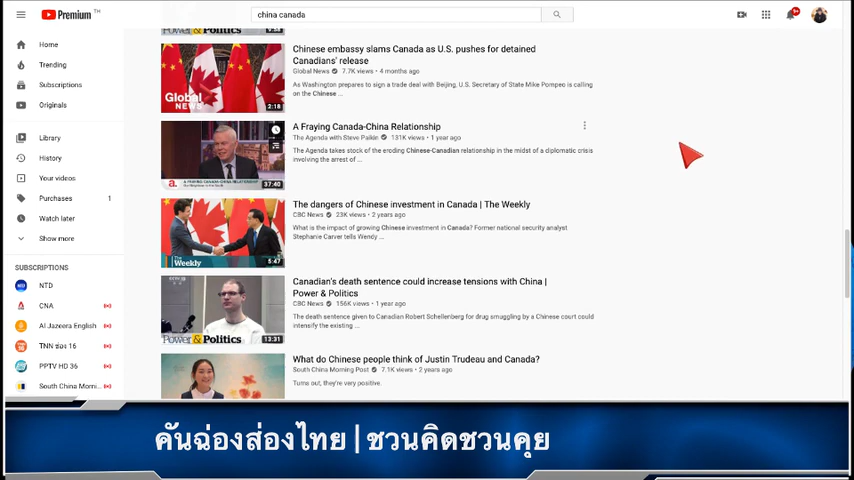 Premium TH
china canada
9+
Power & Politics
Home
Trending
Subscriptions
Originals
Library
History
Your videos
Purchases 1
Watch later
Show more
SUBSCRIPTIONS
NTD
CNA
Al Jazeera English
TNN ช่อง 16
PPTV HD 36
South China Morni...
Global
NEWS
2:18
Chinese embassy slams Canada as U.S. pushes for detained
Canadians' release
Global News 7.7K views • 4 months ago
As Washington prepares to sign a trade deal with Beijing, U.S. Secretary of State Mike Pompeo is calling
on the Chinese ...
a.
A FRAYING CANADA-CHINA RELATIONSHIP
37:40
A Fraying Canada-China Relationship
The Agenda with Steve Paikin 131K views • 1 year ago
The Agenda takes stock of the eroding Chinese-Canadian relationship in the midst of a diplomatic crisis
involving the arrest of ...
The
Weekly
5:47
The dangers of Chinese investment in Canada | The Weekly
CBC News 23K views • 2 years ago
What is the impact of growing Chinese investment in Canada? Former national security analyst
Stephanie Carver tells Wendy ...
Power & Politics
13:31
Canadian's death sentence could increase tensions with China |
Power & Politics
CBC News 156K views • 1 year ago
The death sentence given to Canadian Robert Schellenberg for drug smuggling by a Chinese court could
intensify the existing ...
What do Chinese people think of Justin Trudeau and Canada?
South China Morning Post 7.1K views • 2 years ago
Turns out, they're very positive.
คันฉ่องส่องไทย | ชวนคิดชวนคุย